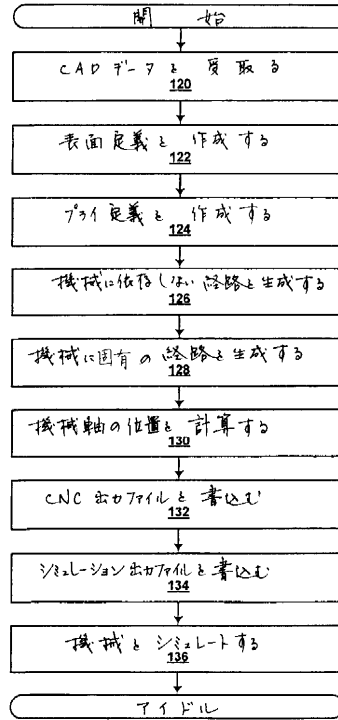 開始
CADデータを受取る
120
表面定義を作成する
122
プライ定義を作成する
124
機械に依存しない経路を生成する
126
機械に固有の経路を生成する
128
機械軸の位置を計算する
130
CNC出力ファイルを書込む
132
シミュレーション出力ファイルを書込む
134
機械をシミュレートする
136
アイドル